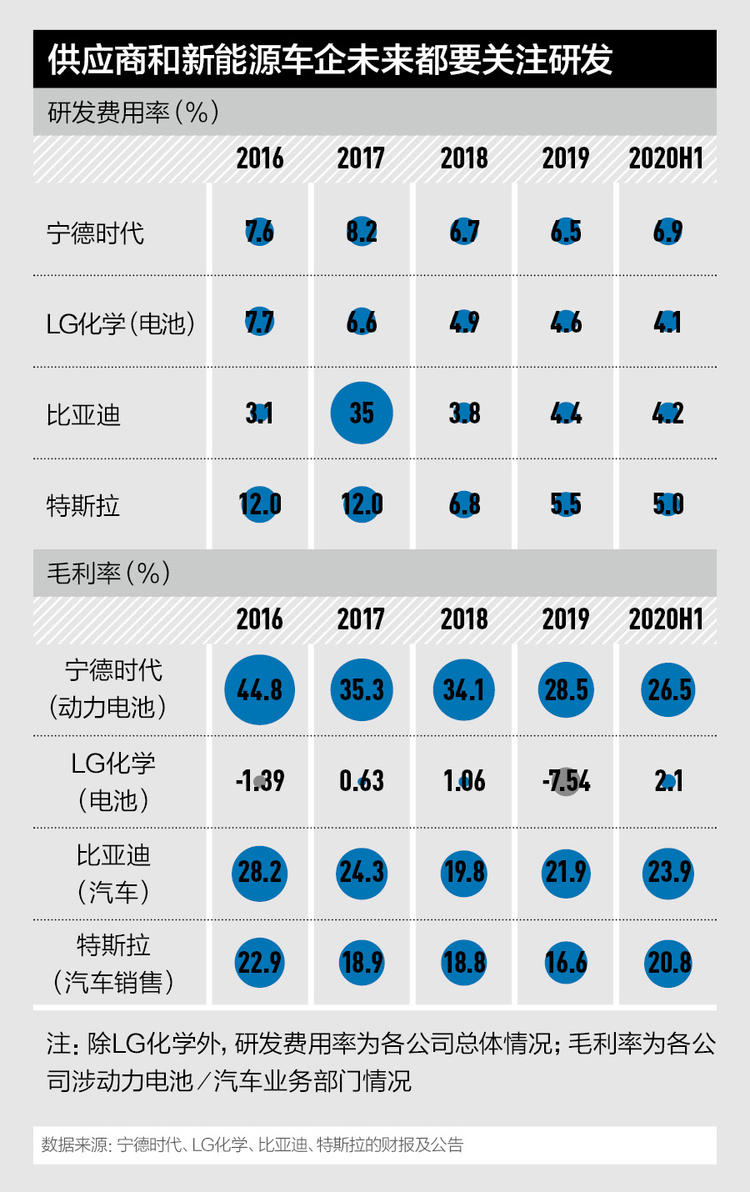 供应商和新能源车企未来都要关注研发
研发费用率(%)
2016 2017 2018 2019 2020H1
宁德时代 7.6 8.2 6.7 6.5 6.9
LG化学(电池) 7.7 6.6 4.9 4.6 4.1
比亚迪 3.1 35 3.8 4.4 4.2
特斯拉 12.0 12.0 6.8 5.5 5.0
毛利率(%)
2016 2017 2018 2019 2020H1
宁德时代
(动力电池) 44.8 35.3 34.1 28.5 26.5
LG化学
(电池) -1.39 0.63 1.06 -7.54 2.1
比亚迪
(汽车) 28.2 24.3 19.8 21.9 23.9
特斯拉
(汽车销售) 22.9 18.9 18.8 16.6 20.8
注：除LG化学外，研发费用率为各公司总体情况；毛利率为各公
司涉动力电池/汽车业务部门情况
数据来源：宁德时代、LG化学、比亚迪、特斯拉的财报及公告